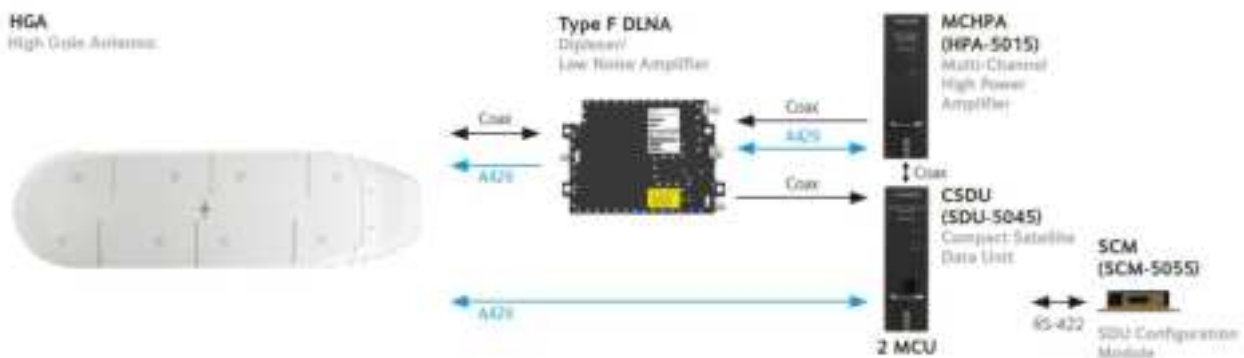 HGA
High Gain Antenna
Type F DLNA
Diplexer/
Low Noise Amplifier
MCHPA
(HPA-5015)
Multi-Channel
High Power
Amplifier
Coax
A429
Coax
A429
Coax
Coax
CSDU
(SDU-5045)
Compact Satellite
Data Unit
A429
2 MCU
SCM
(SCM-5055)
RS-422
SDU Configuration
Module